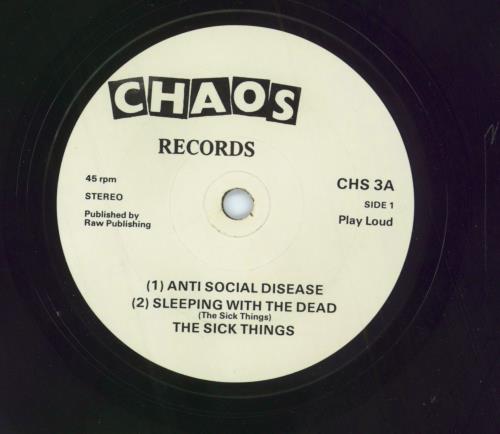 CHAOS
RECORDS
45 rpm
STEREO
Published by
Raw Publishing
CHS 3A
SIDE 1
Play Loud
(1) ANTI SOCIAL DISEASE
(2) SLEEPING WITH THE DEAD
(The Sick Things)
THE SICK THINGS